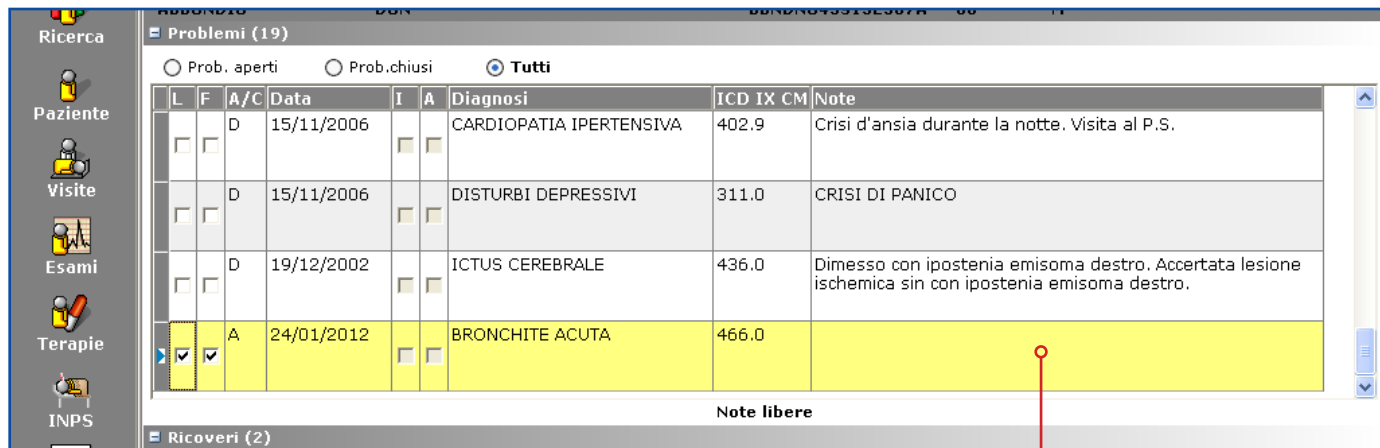 Ricerca
Paziente
Visite
Esami
Terapie
INPS
Problemi (19)
Prob. aperti Prob.chiusi Tutti
L F A/C Data I A Diagnosi ICD IX CM Note
D 15/11/2006 CARDIOPATIA IPERTENSIVA 402.9 Crisi d'ansia durante la notte. Visita al P.S.
D 15/11/2006 DISTURBI DEPRESSIVI 311.0 CRISI DI PANICO
D 19/12/2002 ICTUS CEREBRALE 436.0 Dimesso con ipostenia emisoma destro. Accertata lesione
ischemica sin con ipostenia emisoma destro.
A 24/01/2012 BRONCHITE ACUTA 466.0
Note libere
Ricoveri (2)